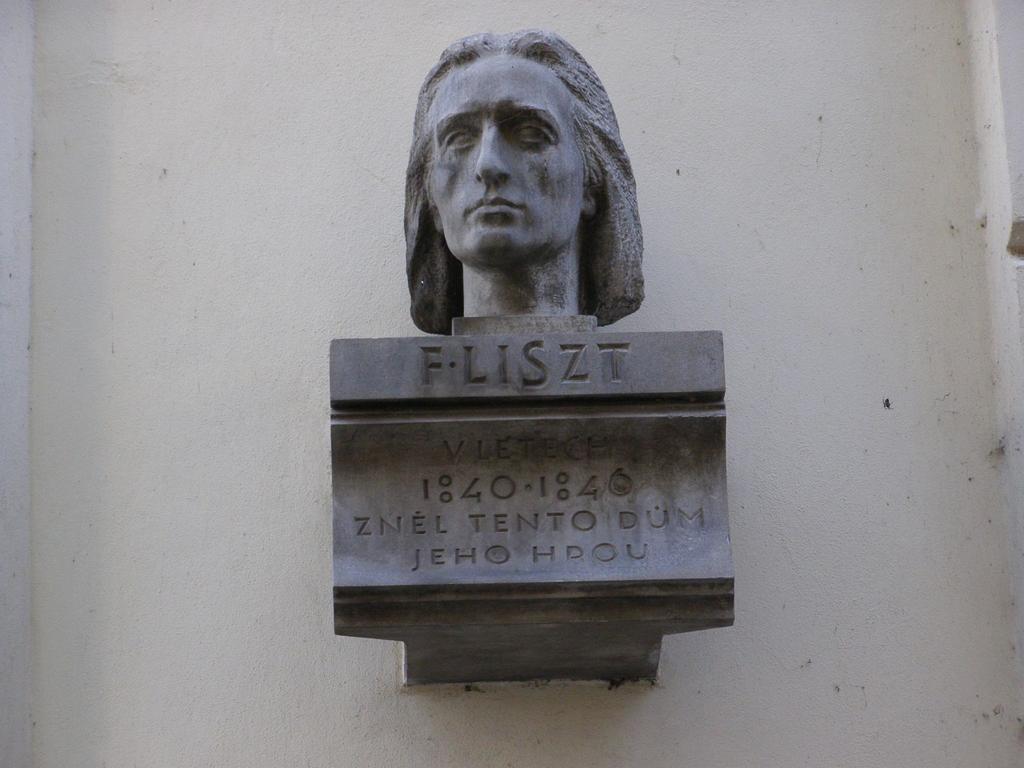 F·LISZT
V LETECH
1840·1846
ZNĚL TENTO DŮM
JEHO HROU